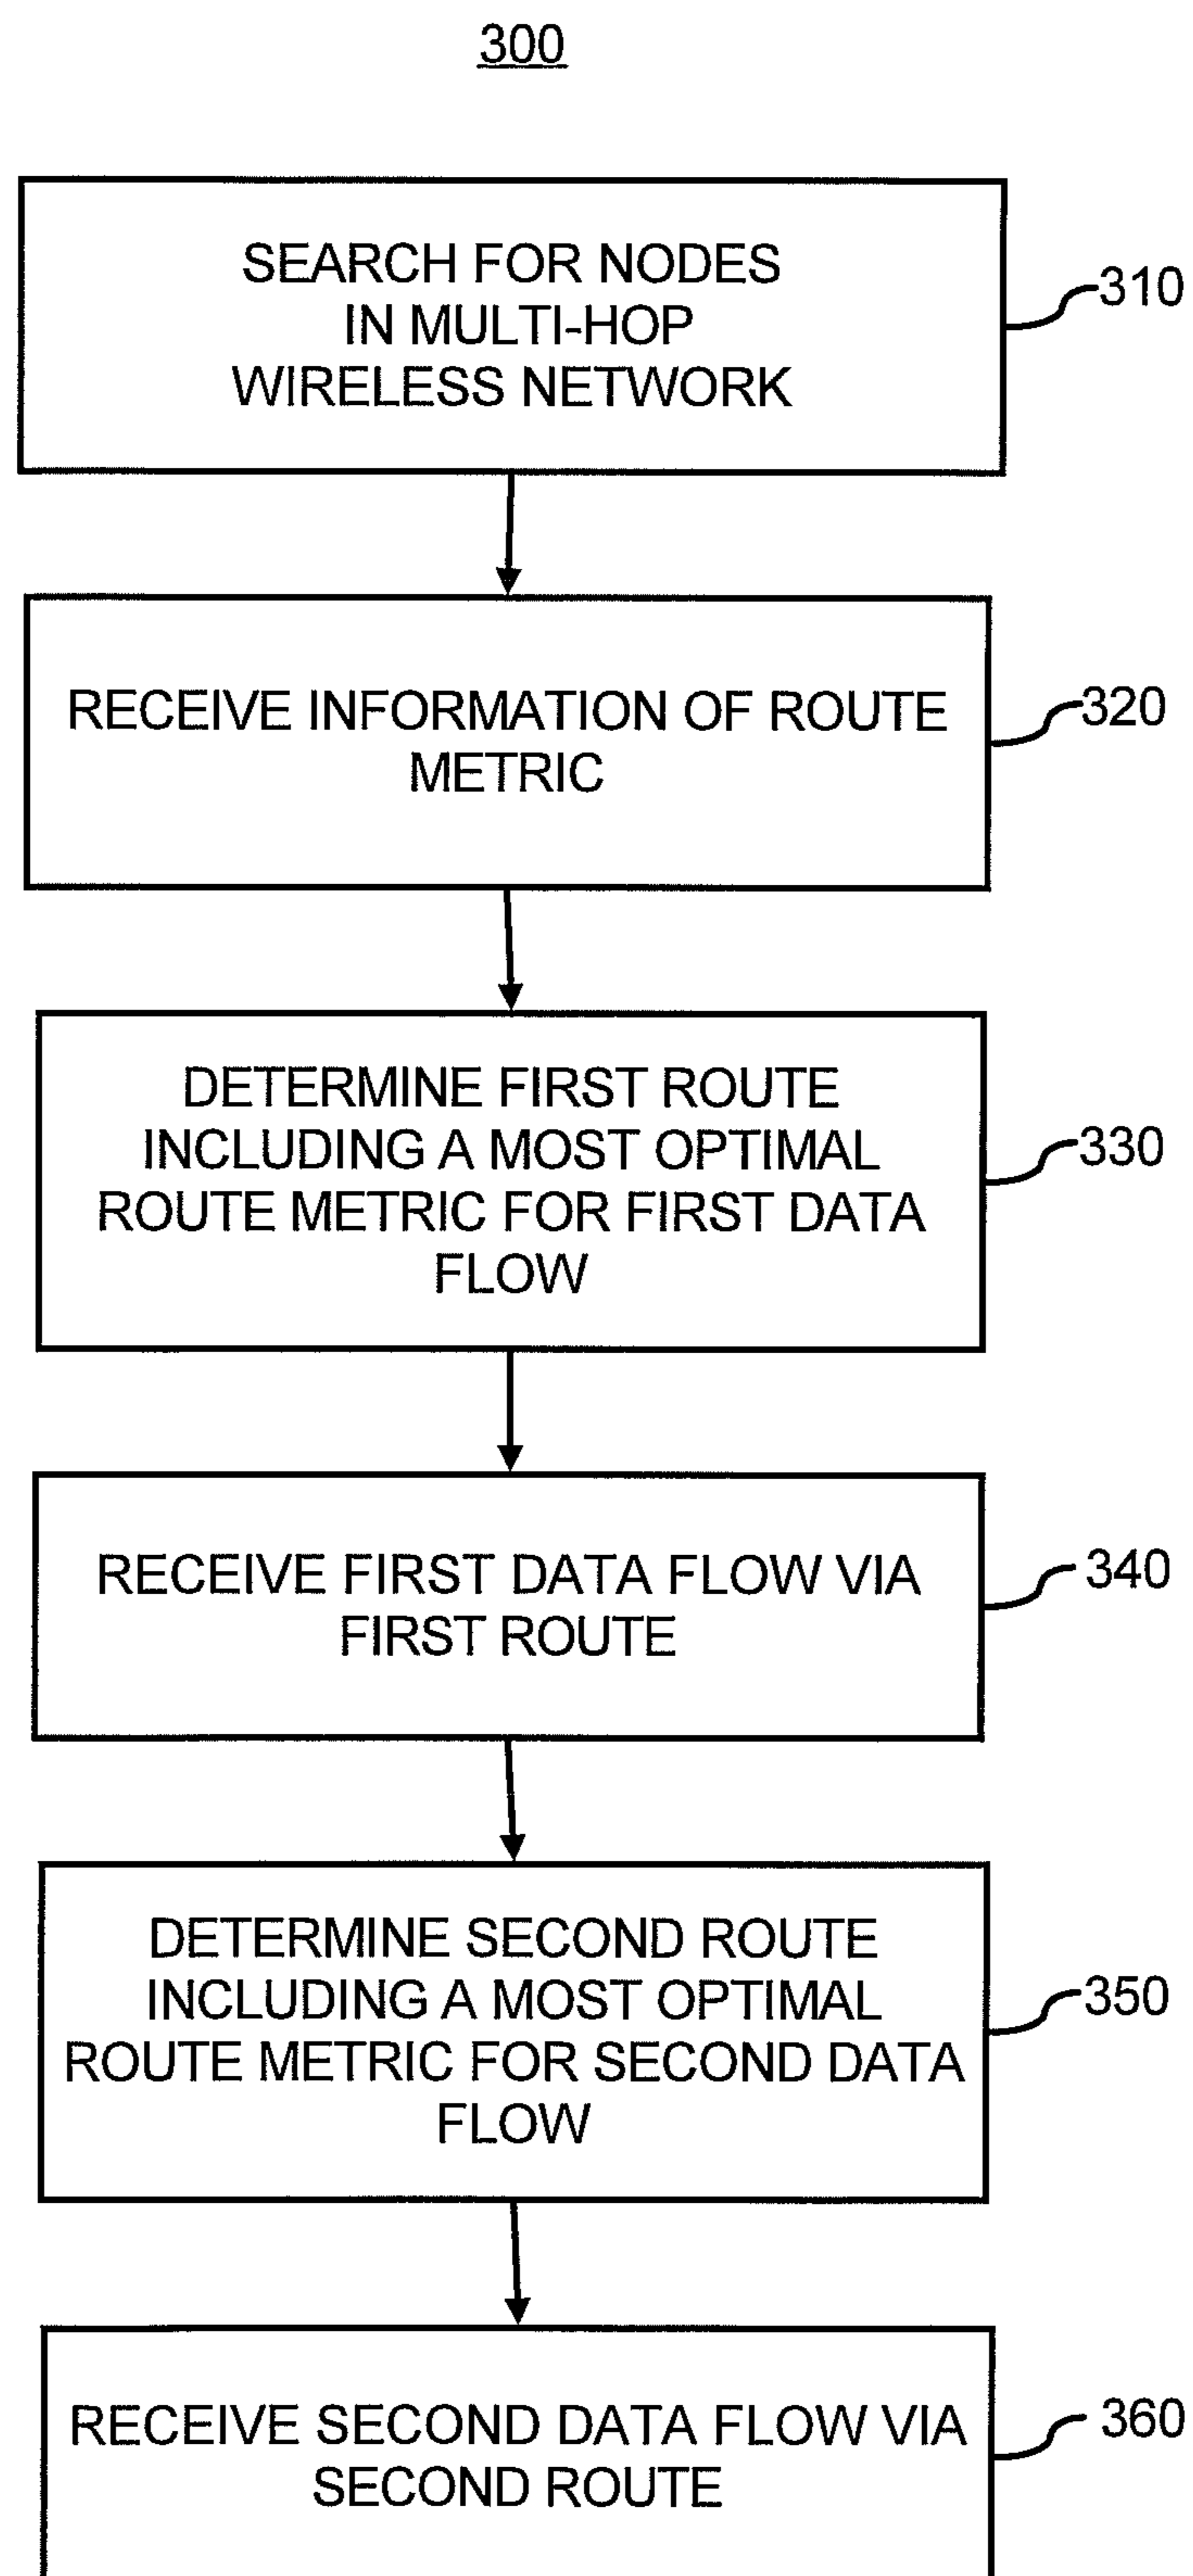 300
SEARCH FOR NODES
IN MULTI-HOP
WIRELESS NETWORK
310
RECEIVE INFORMATION OF ROUTE
METRIC
320
DETERMINE FIRST ROUTE
INCLUDING A MOST OPTIMAL
ROUTE METRIC FOR FIRST DATA
FLOW
330
RECEIVE FIRST DATA FLOW VIA
FIRST ROUTE
340
DETERMINE SECOND ROUTE
INCLUDING A MOST OPTIMAL
ROUTE METRIC FOR SECOND DATA
FLOW
350
RECEIVE SECOND DATA FLOW VIA
SECOND ROUTE
360